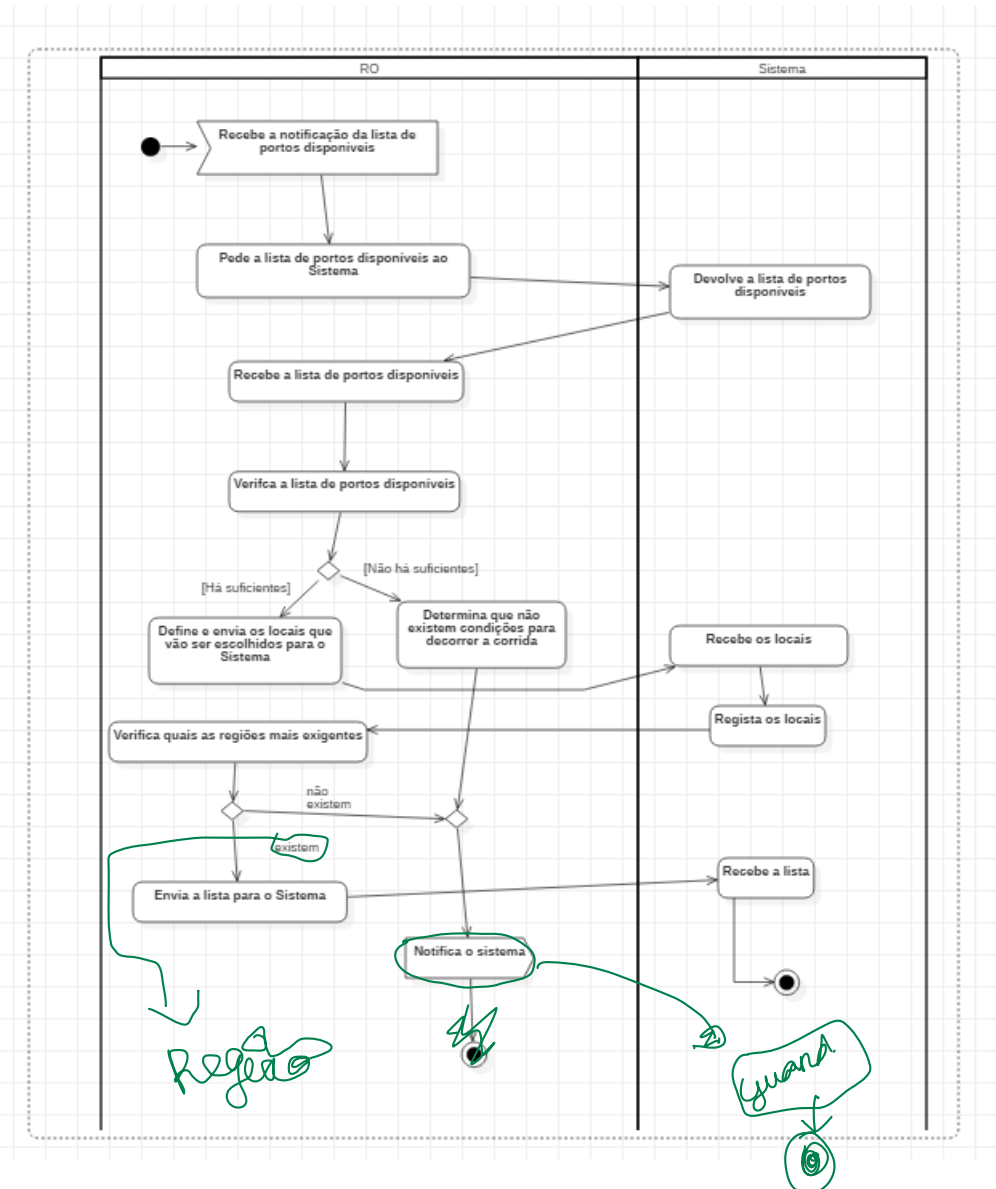 RO
Sistema
Recebe a notificação da lista de
portos disponíveis
Pede a lista de portos disponíveis ao
Sistema
Devolve a lista de portos
disponíveis
Recebe a lista de portos disponíveis
Verifca a lista de portos disponíveis
[Não há suficientes]
[Há suficientes]
Determina que não
existem condições para
decorrer a corrida
Define e envia os locais que
vão ser escolhidos para o
Sistema
Recebe os locais
Regista os locais
Verifica quais as regiões mais exigentes
não
existem
existem
Recebe a lista
Envia a lista para o Sistema
Notifica o sistema
Região